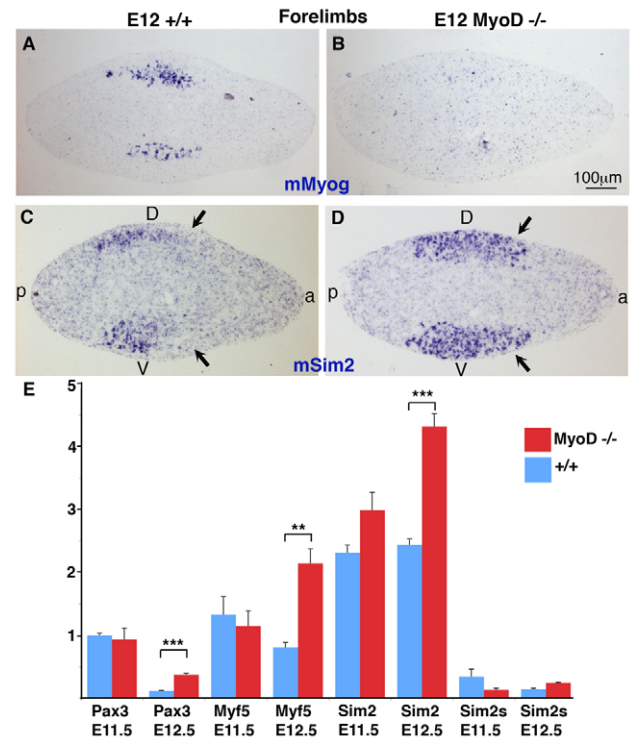 E12 +/+ Forelimbs E12 MyoD -/-
A B
mMyog
100µm
C D D D
p a p a
V V
mSim2
E
5
4
3
2
1
*** ** ***
MyoD -/-
+/+
Pax3 Pax3 Myf5 Myf5 Sim2 Sim2 Sim2s Sim2s
E11.5 E12.5 E11.5 E12.5 E11.5 E12.5 E11.5 E12.5